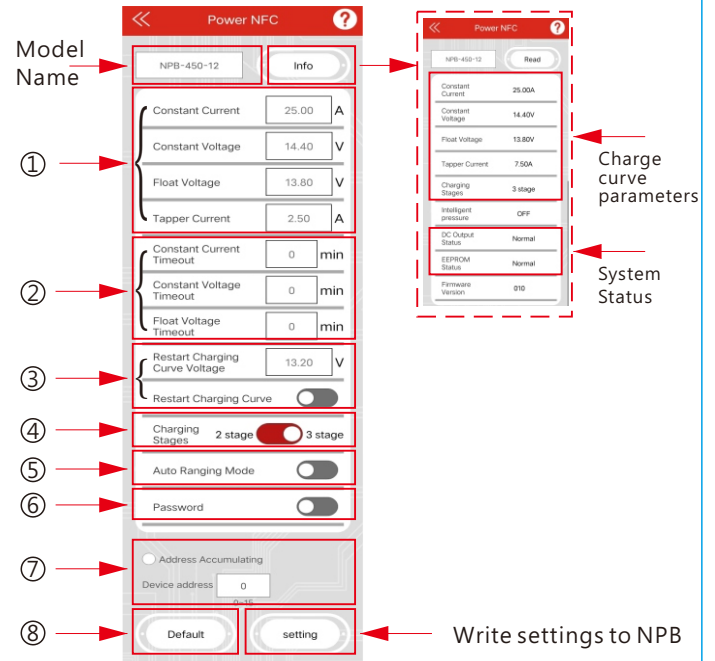 Power NFC
?
Model
Name
NPB-450-12
Info
①
Constant Current
25.00
A
Constant Voltage
14.40
V
Float Voltage
13.80
V
Tapper Current
2.50
A
②
Constant Current
Timeout
0
min
Constant Voltage
Timeout
0
min
Float Voltage
Timeout
0
min
③
Restart Charging
Curve Voltage
13.20
V
Restart Charging Curve
④
Charging
Stages
2 stage
3 stage
⑤
Auto Ranging Mode
⑥
Password
⑦
Address Accumulating
Device address
0
0~15
⑧
Default
setting
Write settings to NPB
Power NFC
?
NPB-450-12
Read
Constant
Current
25.00A
Constant
Voltage
14.40V
Float Voltage
13.80V
Tapper Current
7.50A
Charging
Stages
3 stage
Intelligent
pressure
OFF
DC Output
Status
Normal
EEPROM
Status
Normal
Firmware
Version
010
Charge
curve
parameters
System
Status